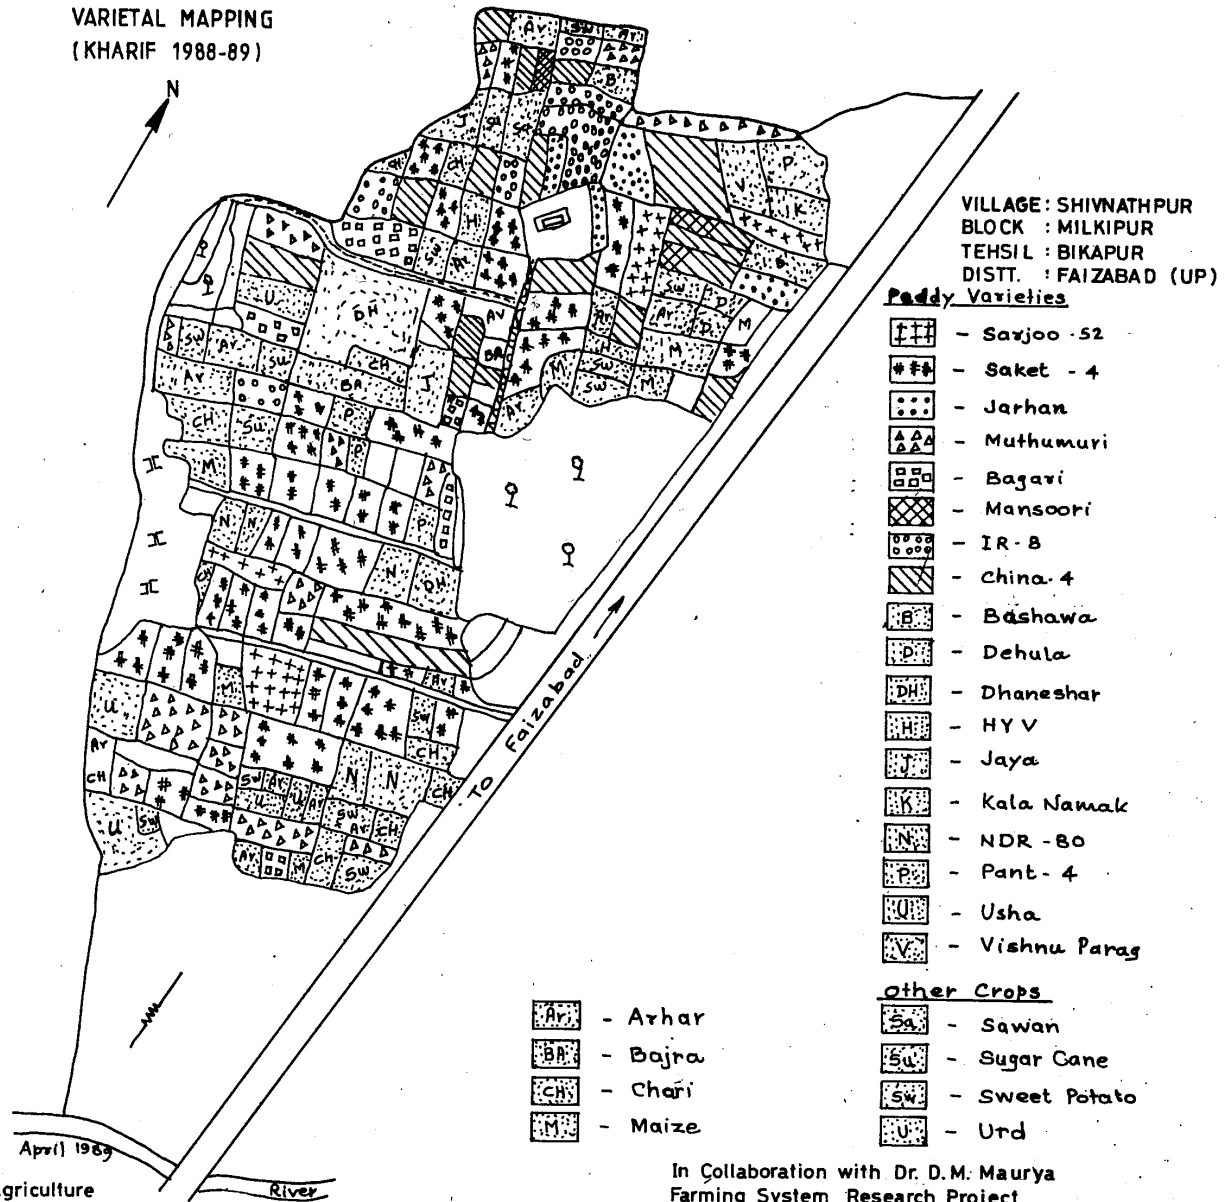 VARIETAL MAPPING
(KHARIF 1988-89)
N
VILLAGE : SHIVNATHPUR
BLOCK : MILKIPUR
TEHSIL : BIKAPUR
DISTT. : FAIZABAD (UP)
Paddy Varieties
- Sarjoo -52
- Saket - 4
- Jarhan
- Muthumuri
- Bagari
- Mansoori
- IR-8
- China-4
B - Bashawa
D - Dehula
DH - Dhaneshar
H - HYV
J - Jaya
K - Kala Namak
N - NDR -80
P - Pant-4
U - Usha
V - Vishnu Parag
Other Crops
Sa - Sawan
Su - Sugar Cane
Sw - Sweet Potato
U - Urd
Ar - Arhar
BA - Bajra
CH - Chari
M - Maize
TO Faizabad
April 1989
griculture
River
In Collaboration with Dr. D.M. Maurya
Farming System Research Project